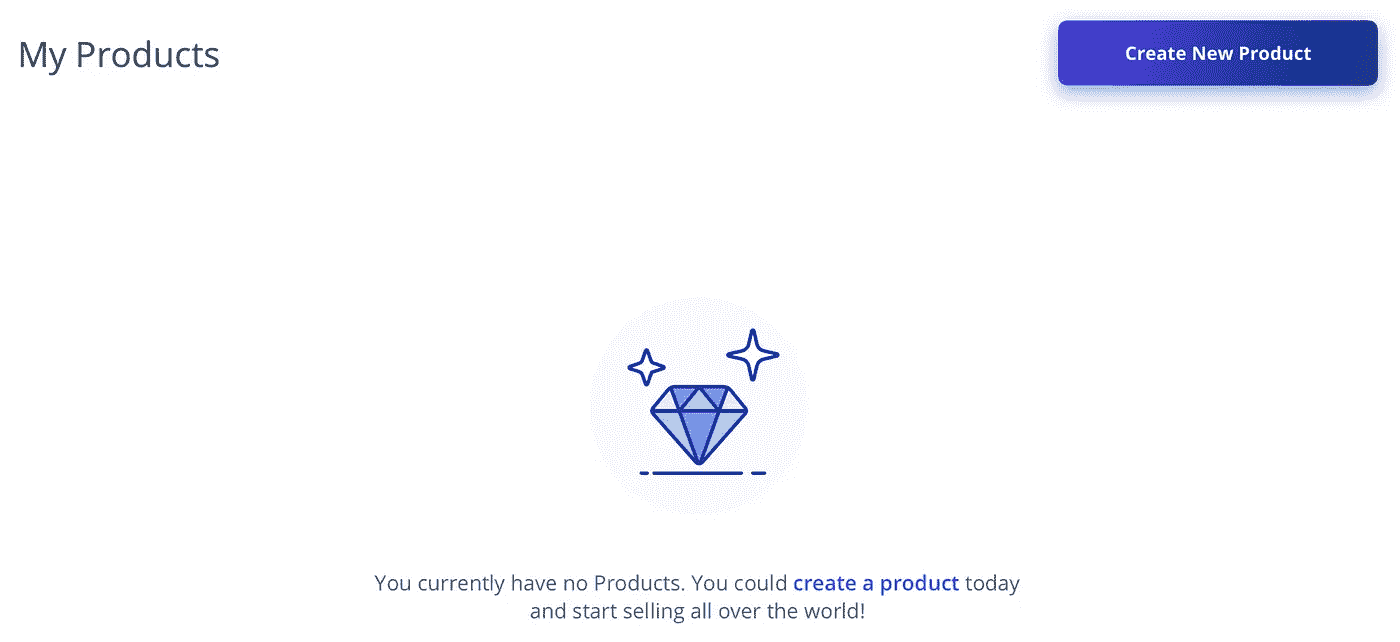 My Products
Create New Product
You currently have no Products. You could create a product today
and start selling all over the world!